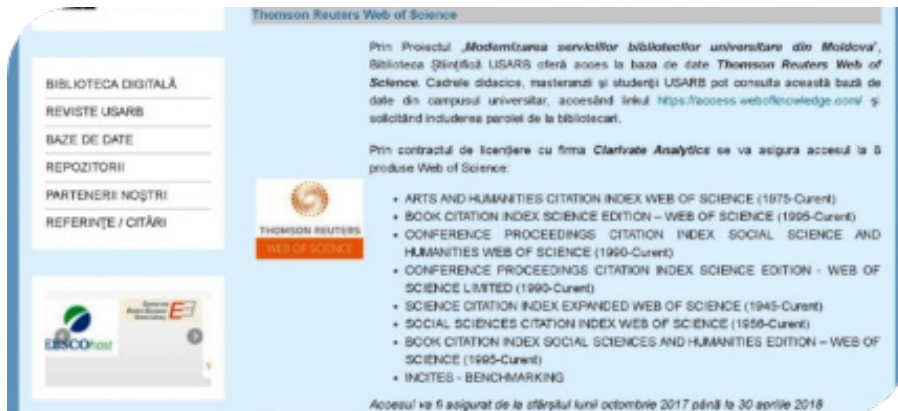 Thomson Reuters Web of Science
BIBLIOTECA DIGITALĂ
REVISTE USARB
BAZE DE DATE
REPOZITORII
PARTENERII NOȘTRI
REFERINȚE / CITĂRI
EBSCOhost
THOMSON REUTERS
WEB OF SCIENCE
Prin Proiectul „Modernizarea serviciilor bibliotecilor universitare din Moldova",
Biblioteca Științifică USARB oferă acces la baza de date Thomson Reuters Web of
Science. Cadrele didacice, masteranzi și studenții USARB pot consulta această bază de
date din campusul universitar, accesând linkul https://access.webofknowledge.com/ și
solicitând includerea parolei de la bibliotecari.
Prin contractul de licențiere cu firma Clarivate Analytics se va asigura accesul la 8
produse Web of Science:
• ARTS AND HUMANITIES CITATION INDEX WEB OF SCIENCE (1975-Curent)
• BOOK CITATION INDEX SCIENCE EDITION – WEB OF SCIENCE (1995-Curent)
• CONFERENCE PROCEEDINGS CITATION INDEX SOCIAL SCIENCE AND
HUMANITIES WEB OF SCIENCE (1990-Curent)
• CONFERENCE PROCEEDINGS CITATION INDEX SCIENCE EDITION - WEB OF
SCIENCE LIMITED (1990-Curent)
• SCIENCE CITATION INDEX EXPANDED WEB OF SCIENCE (1945-Curent)
• SOCIAL SCIENCES CITATION INDEX WEB OF SCIENCE (1956-Curent)
• BOOK CITATION INDEX SOCIAL SCIENCES AND HUMANITIES EDITION – WEB OF
SCIENCE (1995-Curent)
• INCITES - BENCHMARKING
Accesul va fi asigurat de la sfârșitul lunii octombrie 2017 până la 30 aprilie 2018